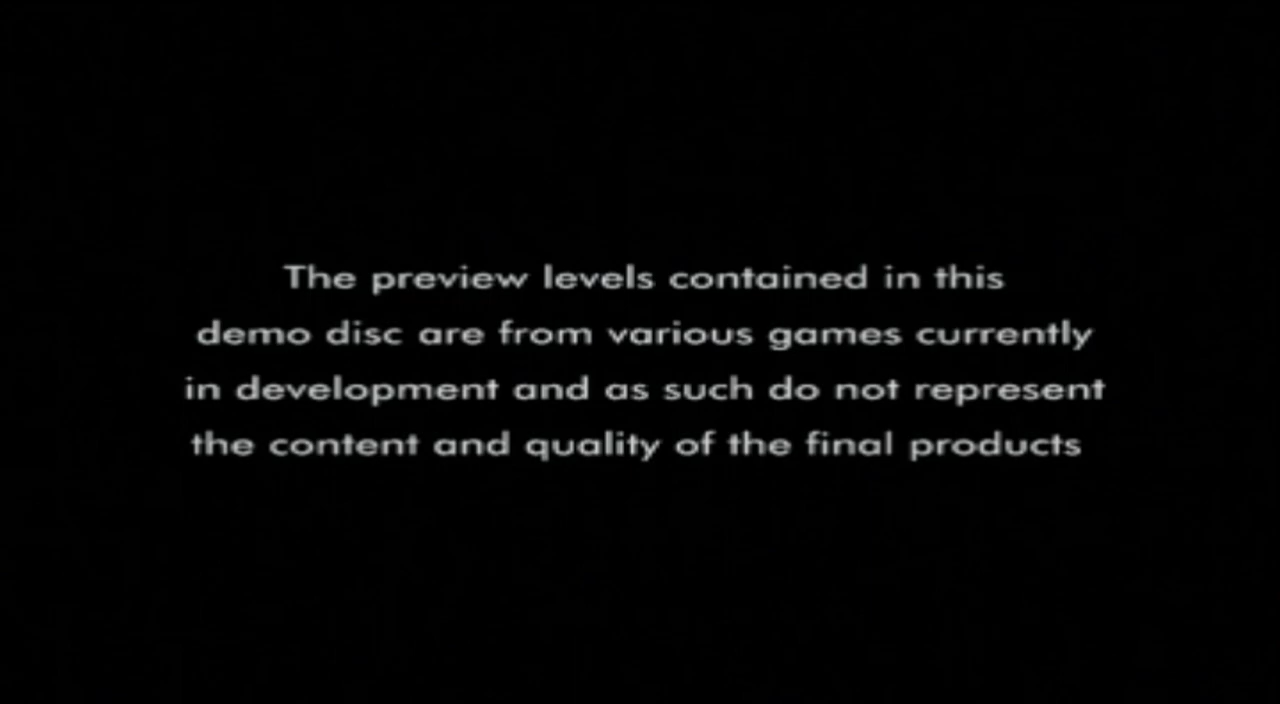 The preview levels contained in this
demo disc are from various games currently
in development and as such do not represent
the content and quality of the final products